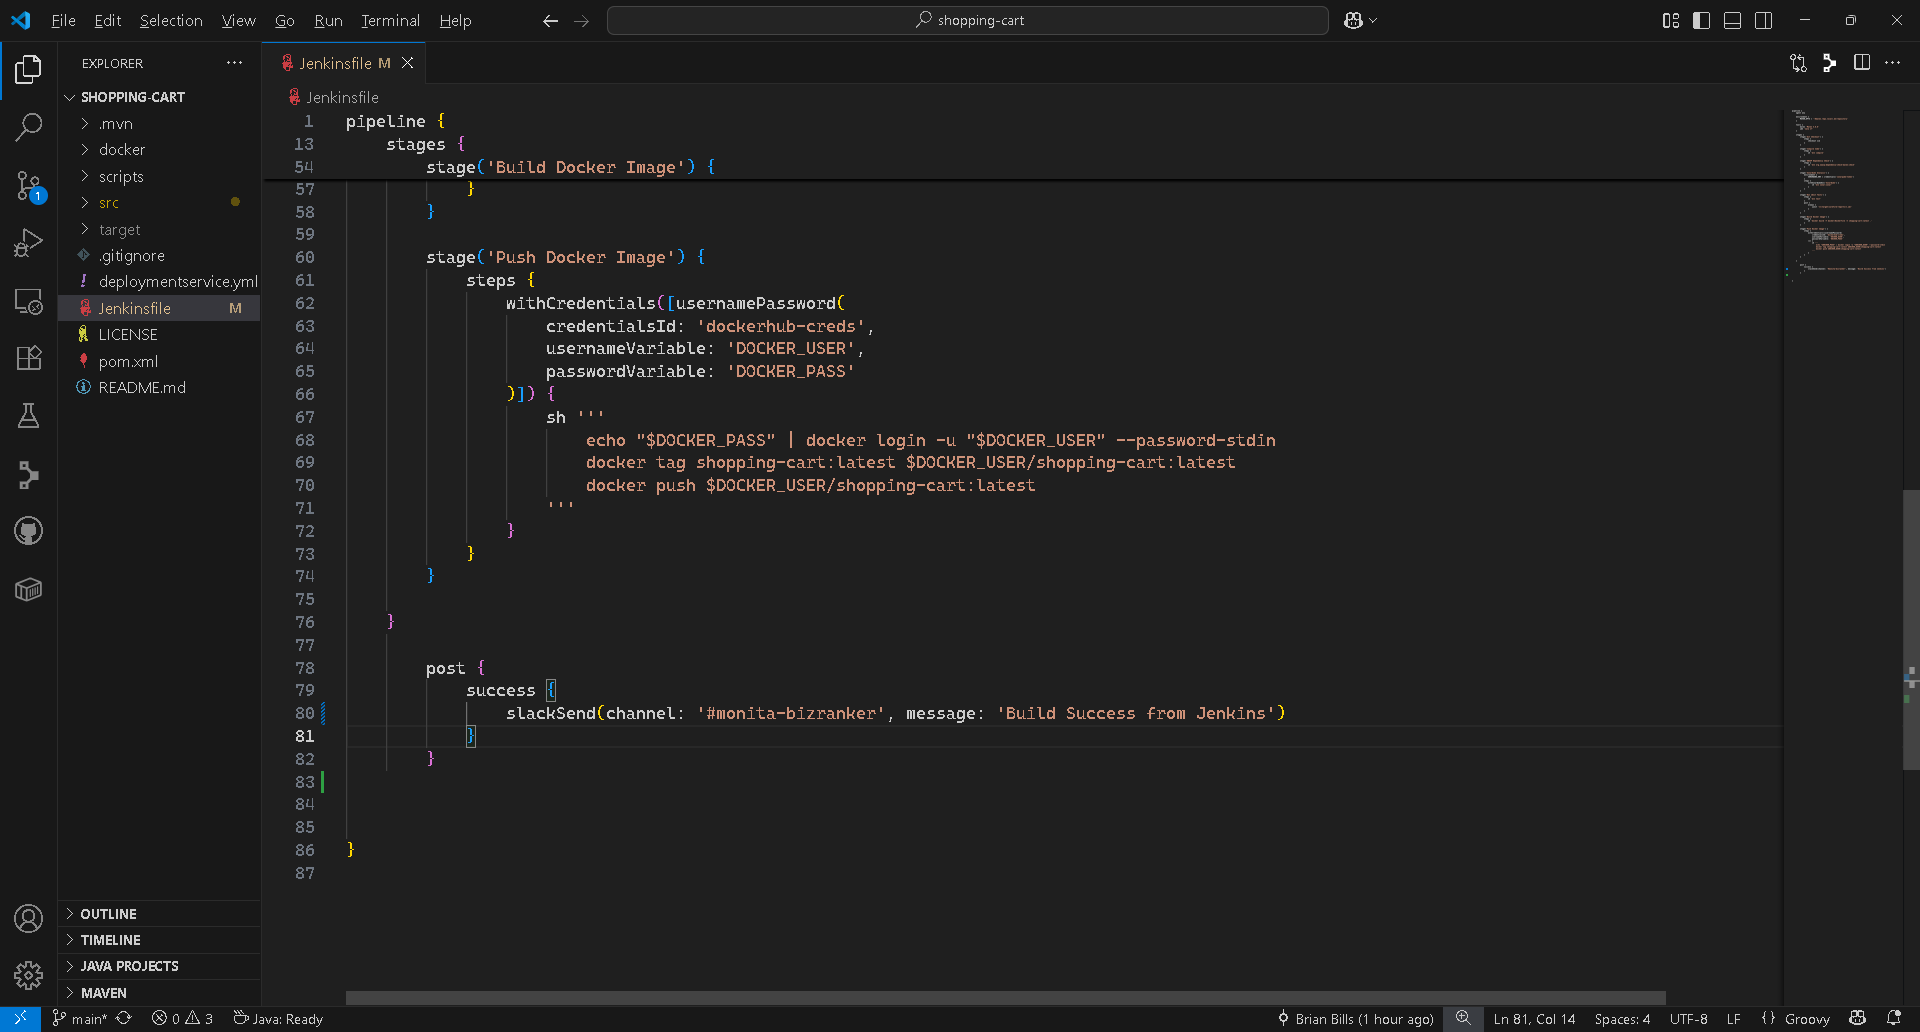 File Edit Selection View Go Run Terminal Help
shopping-cart
EXPLORER
SHOPPING-CART
.mvn
docker
scripts
src
target
.gitignore
! deploymentservice.yml
Jenkinsfile M
LICENSE
pom.xml
README.md
OUTLINE
TIMELINE
JAVA PROJECTS
MAVEN
1
Jenkinsfile M
Jenkinsfile
1 pipeline {
13 stages {
54 stage('Build Docker Image') {
57 }
58 }
59
60 stage('Push Docker Image') {
61 steps {
62 withCredentials([usernamePassword(
63 credentialsId: 'dockerhub-creds',
64 usernameVariable: 'DOCKER_USER',
65 passwordVariable: 'DOCKER_PASS'
66 )]) {
67 sh '''
68 echo "$DOCKER_PASS" | docker login -u "$DOCKER_USER" --password-stdin
69 docker tag shopping-cart:latest $DOCKER_USER/shopping-cart:latest
70 docker push $DOCKER_USER/shopping-cart:latest
71 '''
72 }
73 }
74 }
75
76 }
77
78 post {
79 success {
80 slackSend(channel: '#monita-bizranker', message: 'Build Success from Jenkins')
81 }
82 }
83
84
85
86 }
87
main* 0 3 Java: Ready
Brian Bills (1 hour ago) Ln 81, Col 14 Spaces: 4 UTF-8 LF {} Groovy